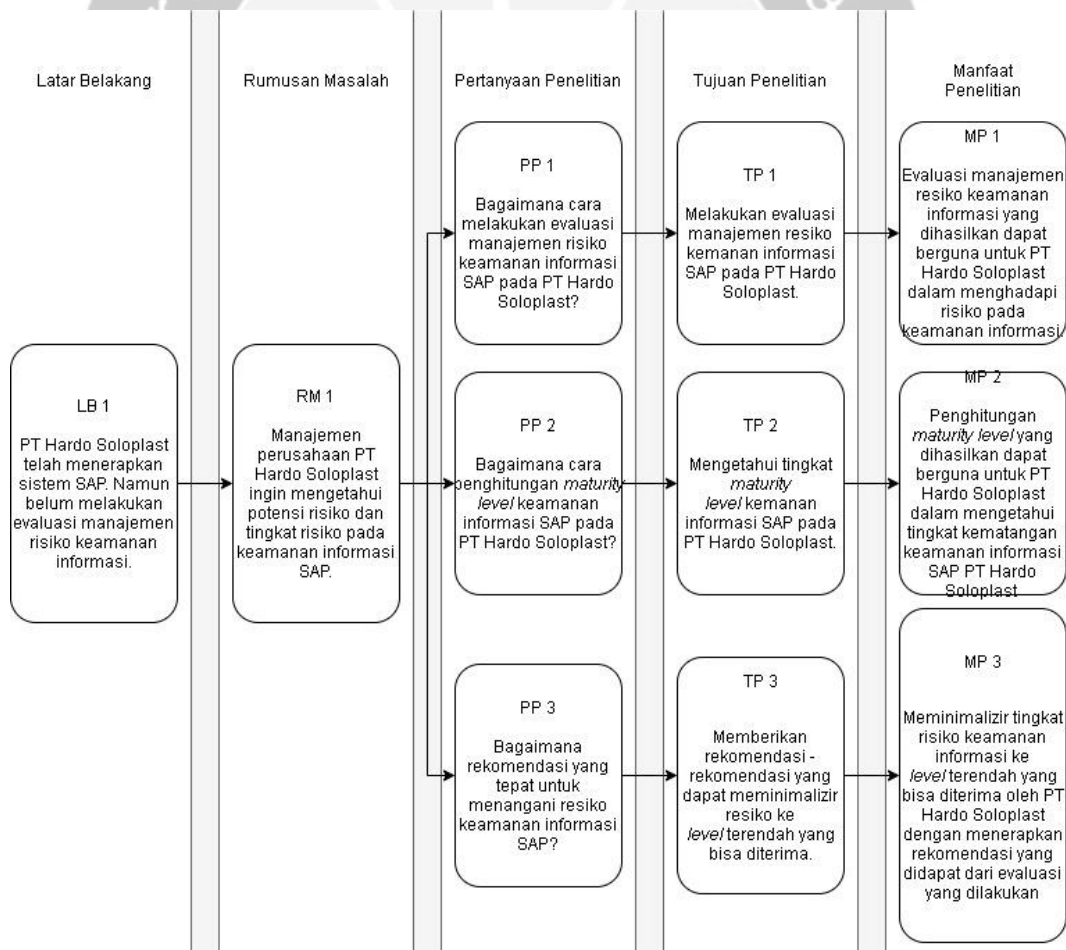 Latar Belakang
Rumusan Masalah
Pertanyaan Penelitian
Tujuan Penelitian
Manfaat
Penelitian
LB 1
PT Hardo Soloplast
telah menerapkan
sistem SAP. Namun
belum melakukan
evaluasi manajemen
risiko keamanan
informasi.
RM 1
Manajemen
perusahaan PT
Hardo Soloplast
ingin mengetahui
potensi risiko dan
tingkat risiko pada
keamanan informasi
SAP.
PP 1
Bagaimana cara
melakukan evaluasi
manajemen risiko
keamanan informasi
SAP pada PT Hardo
Soloplast?
TP 1
Melakukan evaluasi
manajemen resiko
kemanan informasi
SAP pada PT Hardo
Soloplast.
MP 1
Evaluasi manajemen
resiko keamanan
informasi yang
dihasilkan dapat
berguna untuk PT
Hardo Soloplast
dalam menghadapi
risiko pada
keamanan informasi.
PP 2
Bagaimana cara
penghitungan maturity
level keamanan
informasi SAP pada
PT Hardo Soloplast?
TP 2
Mengetahui tingkat
maturity
level kemanan
informasi SAP pada
PT Hardo Soloplast.
MP 2
Penghitungan
maturity level yang
dihasilkan dapat
berguna untuk PT
Hardo Soloplast
dalam mengetahui
tingkat kematangan
keamanan informasi
SAP PT Hardo
Soloplast
PP 3
Bagaimana
rekomendasi yang
tepat untuk
menangani resiko
keamanan informasi
SAP?
TP 3
Memberikan
rekomendasi -
rekomendasi yang
dapat meminimalizir
resiko ke
level terendah yang
bisa diterima.
MP 3
Meminimalizir tingkat
risiko keamanan
informasi ke
level terendah yang
bisa diterima oleh PT
Hardo Soloplast
dengan menerapkan
rekomendasi yang
didapat dari evaluasi
yang dilakukan